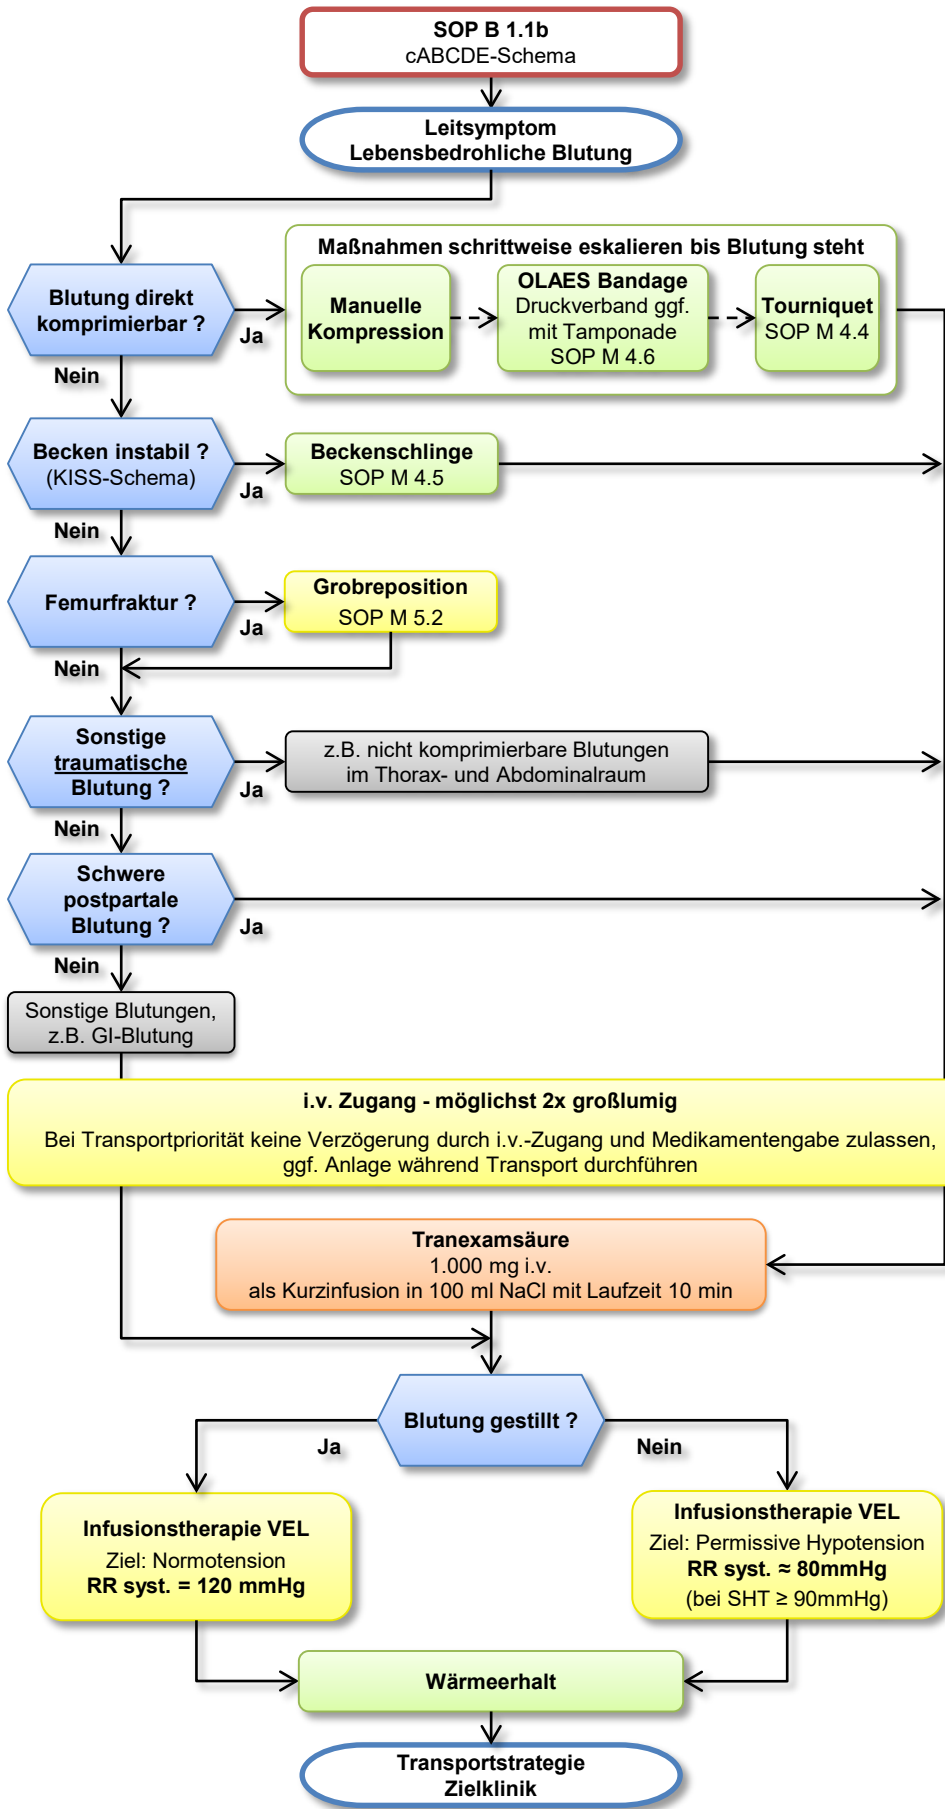 SOP B 1.1b
cABCDE-Schema
Leitsymptom
Lebensbedrohliche Blutung
Maßnahmen schrittweise eskalieren bis Blutung steht
Blutung direkt
komprimierbar ?
Ja
Manuelle
Kompression
OLAES Bandage
Druckverband ggf.
mit Tamponade
SOP M 4.6
Tourniquet
SOP M 4.4
Nein
Becken instabil ?
(KISS-Schema)
Ja
Beckenschlinge
SOP M 4.5
Nein
Femurfraktur ?
Ja
Grobreposition
SOP M 5.2
Nein
Sonstige
traumatische
Blutung ?
Ja
z.B. nicht komprimierbare Blutungen
im Thorax- und Abdominalraum
Nein
Schwere
postpartale
Blutung ?
Ja
Nein
Sonstige Blutungen,
z.B. GI-Blutung
i.v. Zugang - möglichst 2x großlumig
Bei Transportpriorität keine Verzögerung durch i.v.-Zugang und Medikamentengabe zulassen,
ggf. Anlage während Transport durchführen
Tranexamsäure
1.000 mg i.v.
als Kurzinfusion in 100 ml NaCl mit Laufzeit 10 min
Blutung gestillt ?
Ja
Nein
Infusionstherapie VEL
Ziel: Normotension
RR syst. = 120 mmHg
Infusionstherapie VEL
Ziel: Permissive Hypotension
RR syst. ≈ 80mmHg
(bei SHT ≥ 90mmHg)
Wärmeerhalt
Transportstrategie
Zielklinik